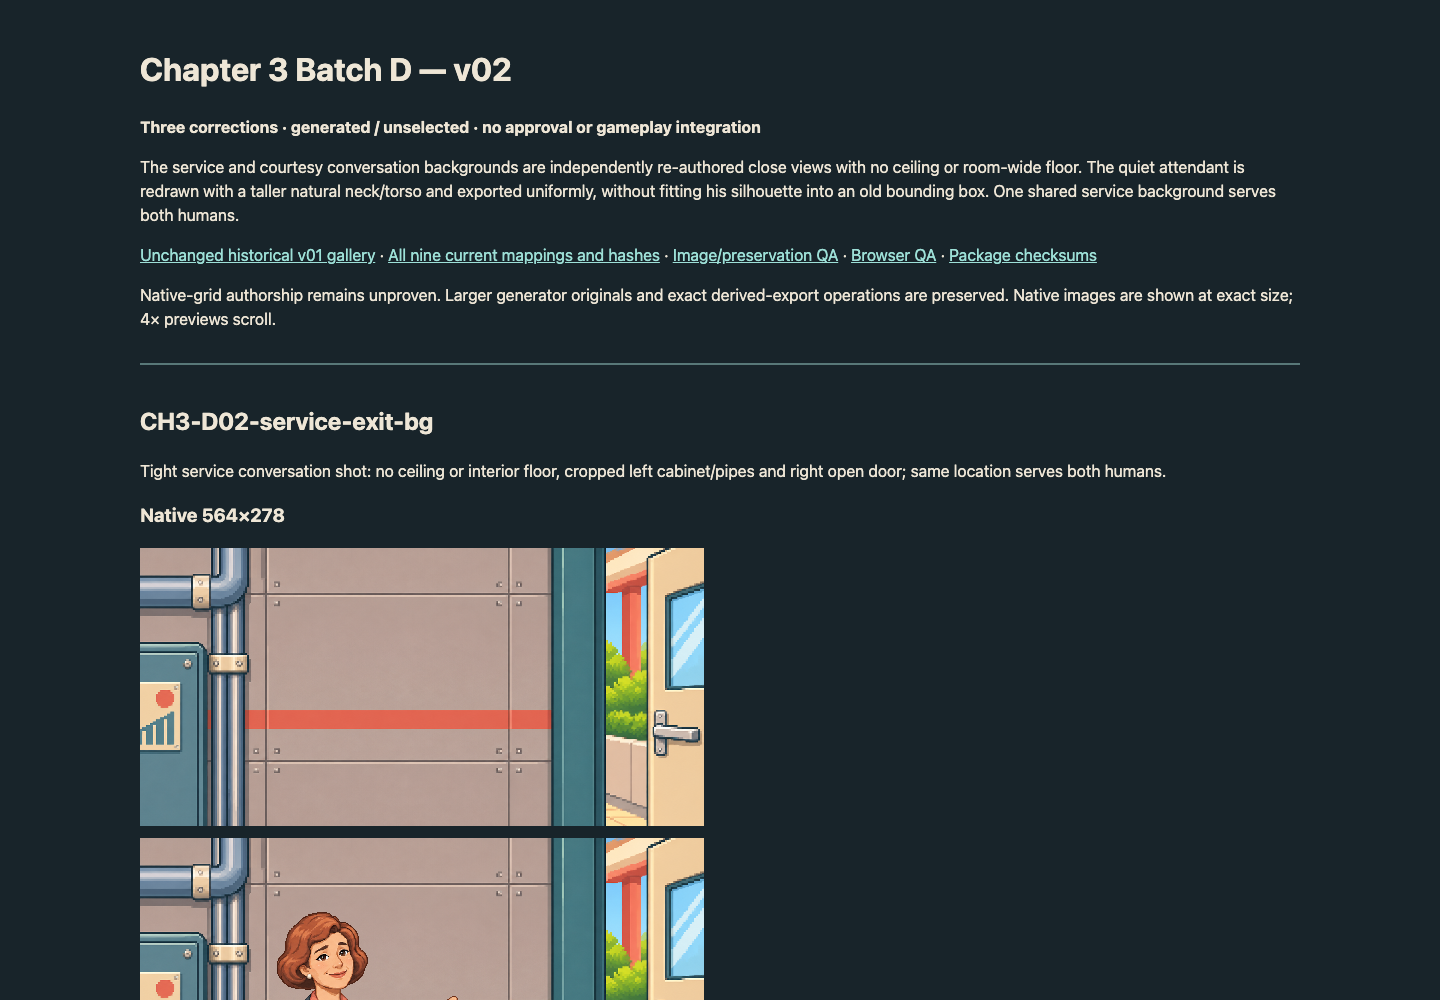 Chapter 3 Batch D — v02
Three corrections · generated / unselected · no approval or gameplay integration
The service and courtesy conversation backgrounds are independently re-authored close views with no ceiling or room-wide floor. The quiet attendant is
redrawn with a taller natural neck/torso and exported uniformly, without fitting his silhouette into an old bounding box. One shared service background serves
both humans.
Unchanged historical v01 gallery · All nine current mappings and hashes · Image/preservation QA · Browser QA · Package checksums
Native-grid authorship remains unproven. Larger generator originals and exact derived-export operations are preserved. Native images are shown at exact size;
4× previews scroll.
CH3-D02-service-exit-bg
Tight service conversation shot: no ceiling or interior floor, cropped left cabinet/pipes and right open door; same location serves both humans.
Native 564×278